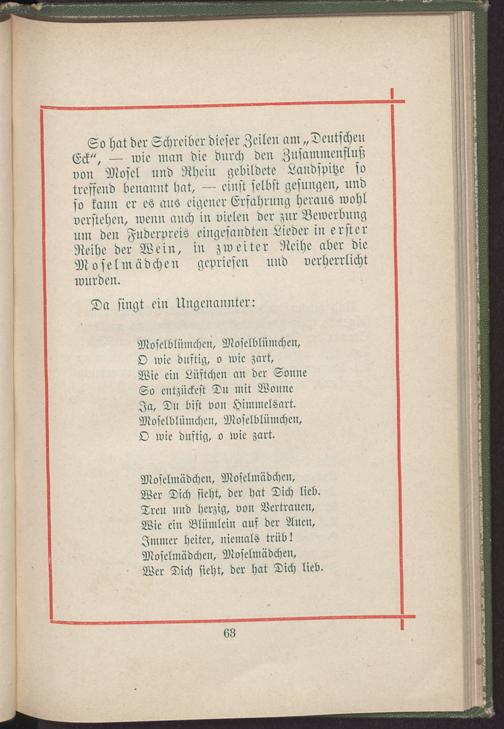 So hat der Schreiber dieser Zeilen am „Deutschen
Eck“, — wie man die durch den Zusammenfluß
von Mosel und Rhein gebildete Landspitze so
treffend benannt hat, — einst selbst gesungen, und
so kann er es aus eigener Erfahrung heraus wohl
verstehen, wenn auch in vielen der zur Bewerbung
um den Fuderpreis eingesandten Lieder in erster
Reihe der Wein, in zweiter Reihe aber die
Moselmädchen gepriesen und verherrlicht
wurden.
Da singt ein Ungenannter:
Moselblümchen, Moselblümchen,
O wie duftig, o wie zart,
Wie ein Lüftchen an der Sonne
So entzückest Du mit Wonne
Ja, Du bist von Himmelsart.
Moselblümchen, Moselblümchen,
O wie duftig, o wie zart.
Moselmädchen, Moselmädchen,
Wer Dich sieht, der hat Dich lieb.
Treu und herzig, von Vertrauen,
Wie ein Blümlein auf der Auen,
Immer heiter, niemals trüb!
Moselmädchen, Moselmädchen,
Wer Dich sieht, der hat Dich lieb.
63